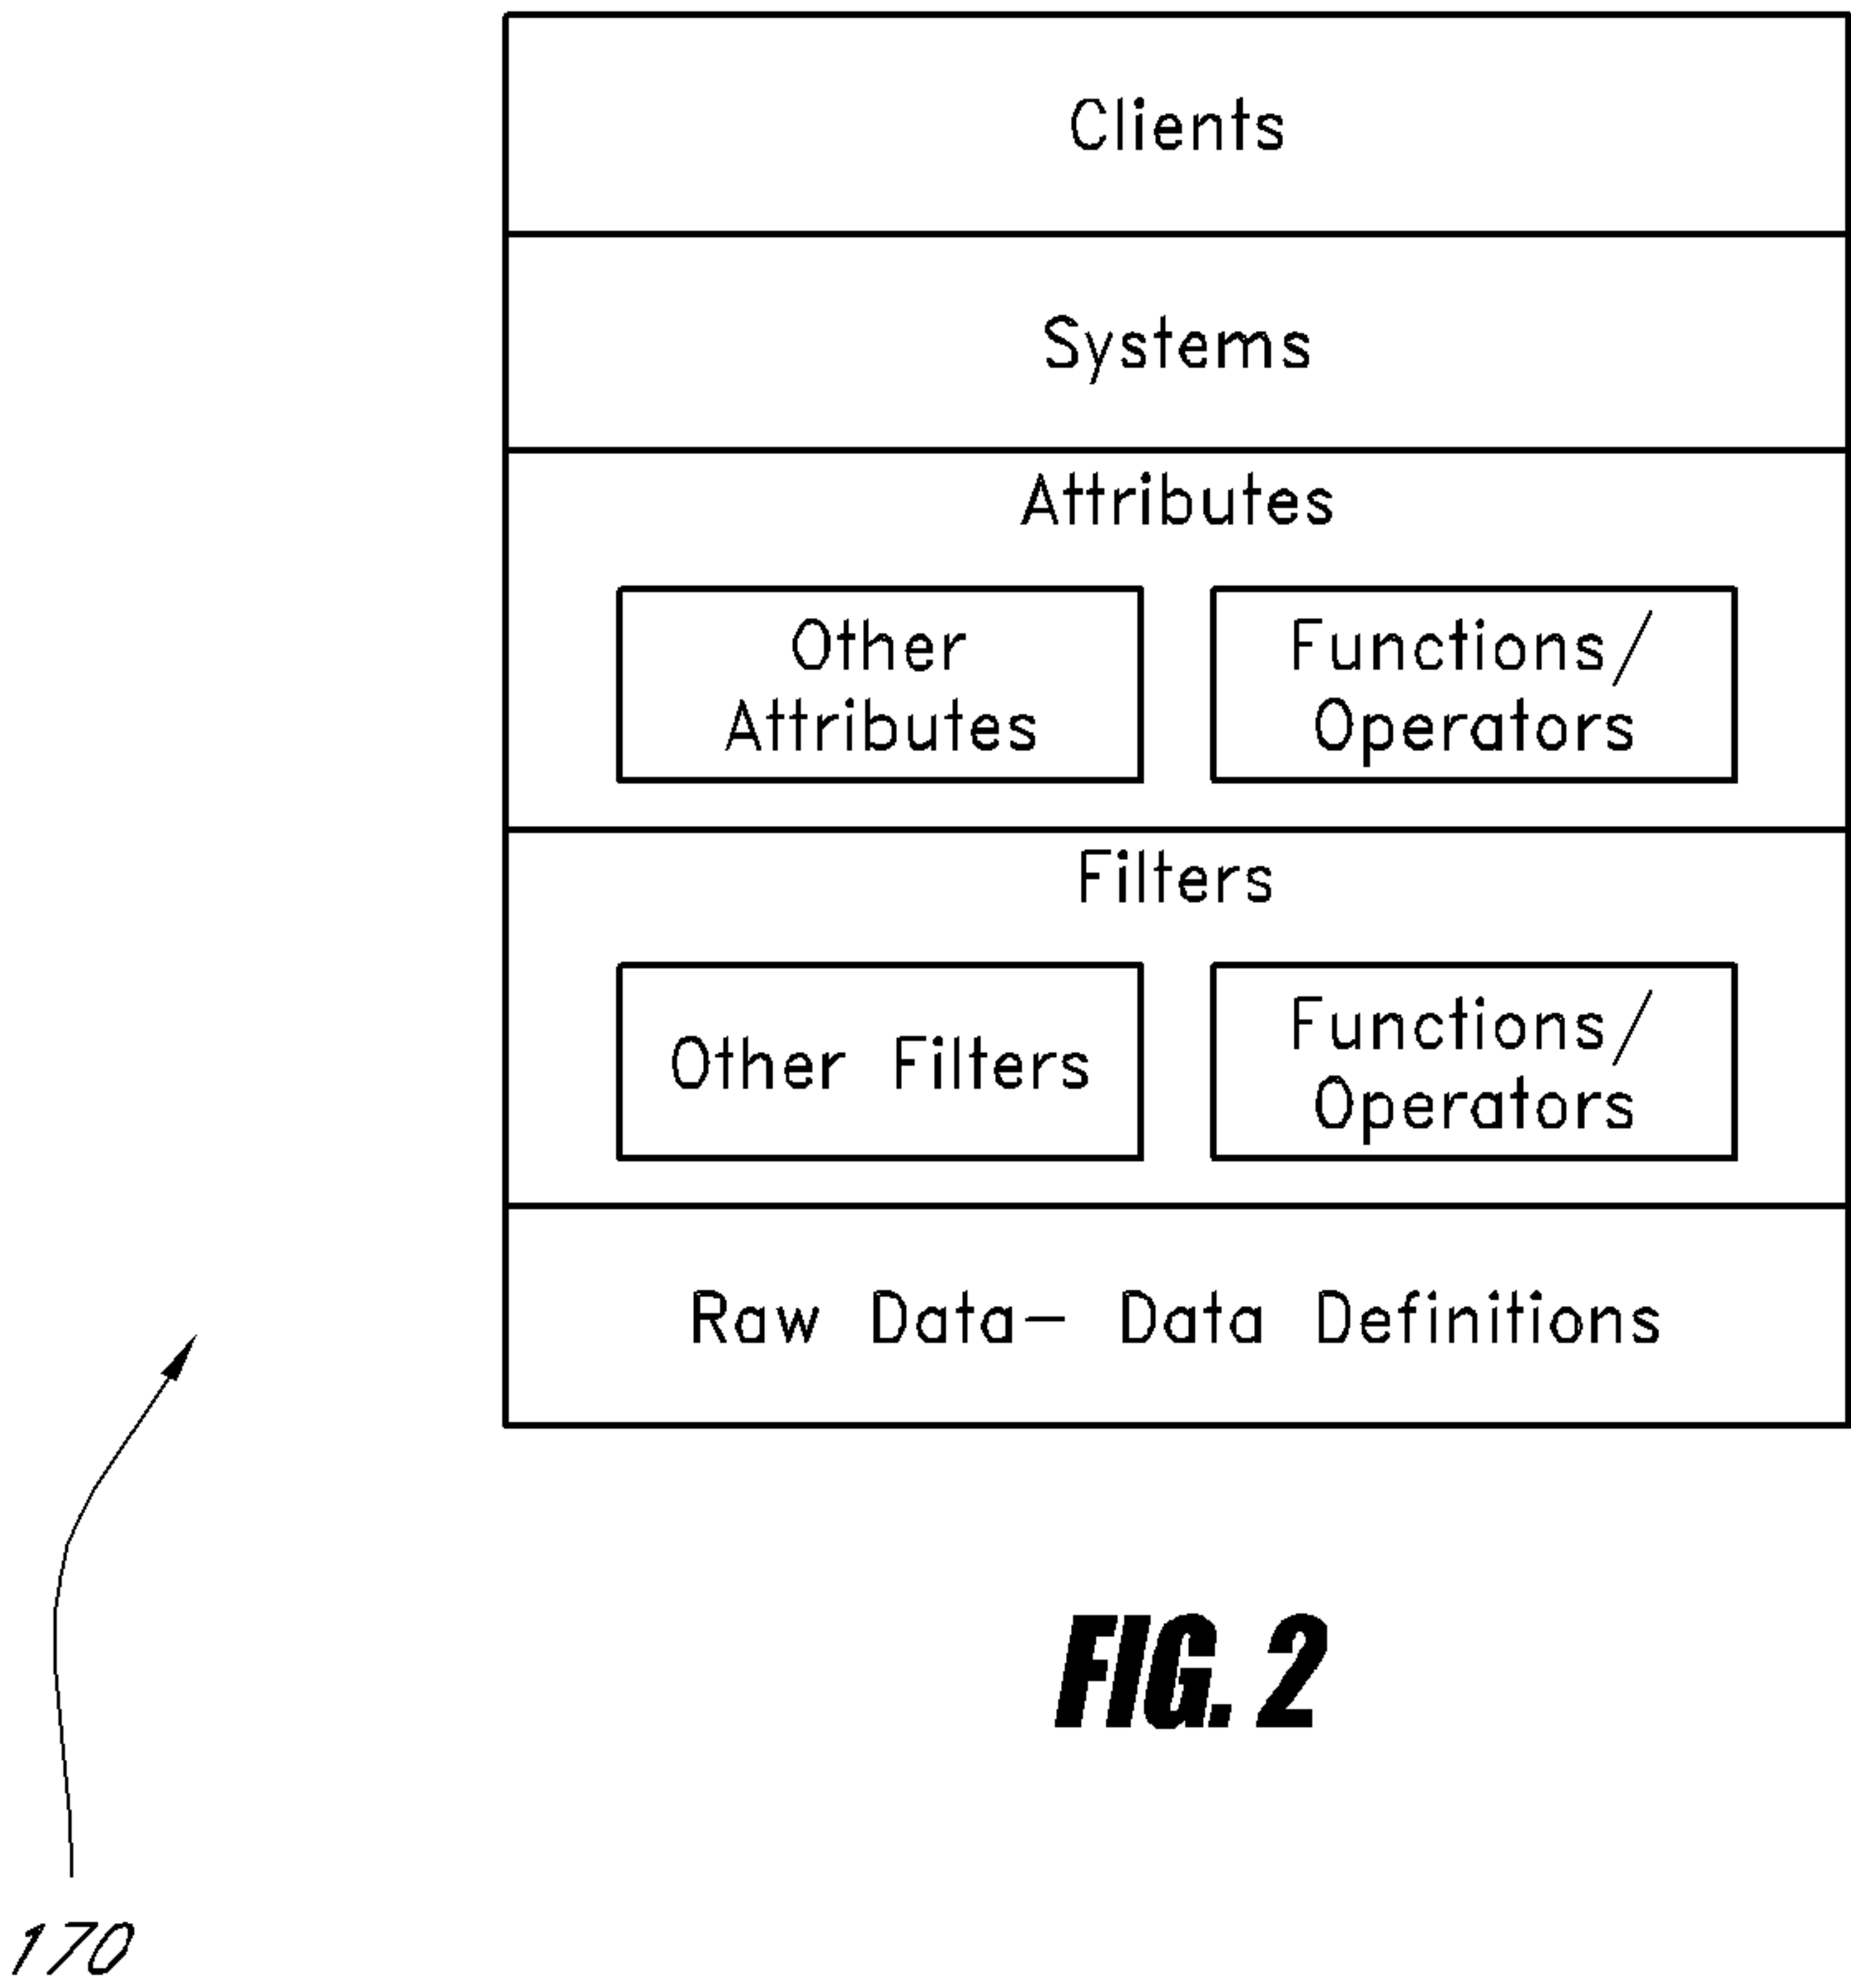 Clients
Systems
Attributes
Other
Attributes
Functions/
Operators
Filters
Other Filters
Functions/
Operators
Raw Data- Data Definitions
FIG. 2
170